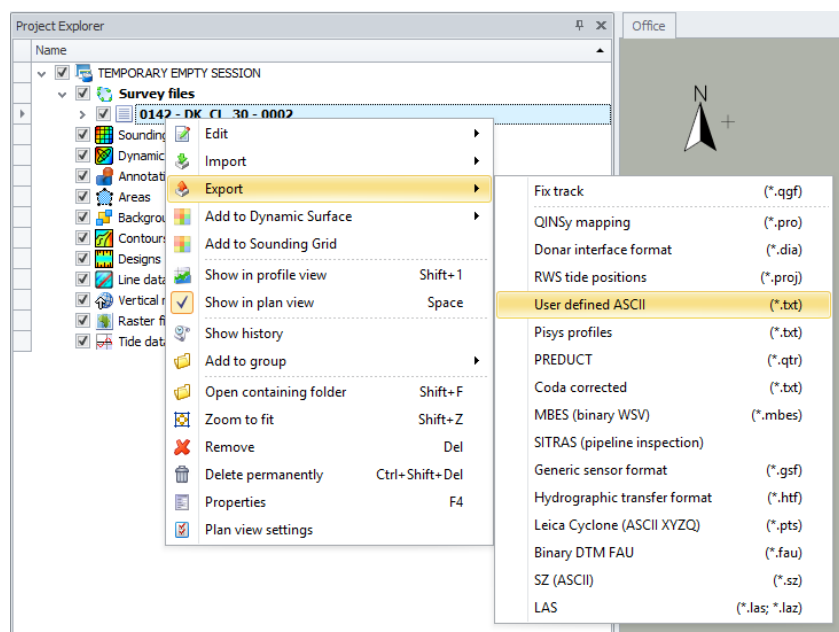 Project Explorer
Office
Name
TEMPORARY EMPTY SESSION
Survey files
0142 - DK_CL_30 - 0002
Sounding
Dynamic
Annotati
Areas
Backgrou
Contours
Designs
Line data
Vertical r
Raster fi
Tide dat
Edit
Import
Export
Add to Dynamic Surface
Add to Sounding Grid
Show in profile view Shift+1
Show in plan view Space
Show history
Add to group
Open containing folder Shift+F
Zoom to fit Shift+Z
Remove Del
Delete permanently Ctrl+Shift+Del
Properties F4
Plan view settings
N
Fix track (*.qgf)
QINSy mapping (*.pro)
Donar interface format (*.dia)
RWS tide positions (*.proj)
User defined ASCII (*.txt)
Pisys profiles (*.txt)
PREDUCT (*.qtr)
Coda corrected (*.txt)
MBES (binary WSV) (*.mbes)
SITRAS (pipeline inspection)
Generic sensor format (*.gsf)
Hydrographic transfer format (*.htf)
Leica Cyclone (ASCII XYZQ) (*.pts)
Binary DTM FAU (*.fau)
SZ (ASCII) (*.sz)
LAS (*.las; *.laz)